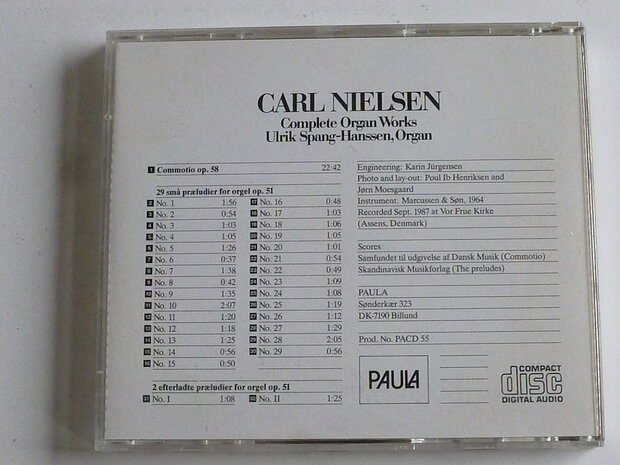 CARL NIELSEN
Complete Organ Works
Ulrik Spang-Hanssen, Organ
1 Commotio op. 58 22:42
29 små præludier for orgel op. 51
2 No. 1 1:56
3 No. 2 0:54
4 No. 3 1:03
5 No. 4 1:05
6 No. 5 1:26
7 No. 6 0:37
8 No. 7 1:38
9 No. 8 0:42
10 No. 9 1:35
11 No. 10 2:07
12 No. 11 1:20
13 No. 12 1:18
14 No. 13 1:25
15 No. 14 0:56
16 No. 15 0:50
17 No. 16 0:48
18 No. 17 1:03
19 No. 18 1:06
20 No. 19 1:05
21 No. 20 1:01
22 No. 21 0:54
23 No. 22 0:49
24 No. 23 1:09
25 No. 24 1:08
26 No. 25 1:19
27 No. 26 1:12
28 No. 27 1:29
29 No. 28 2:05
30 No. 29 0:56
2 efterladte præludier for orgel op. 51
31 No. I 1:08
32 No. II 1:25
Engineering: Karin Jürgensen
Photo and lay-out: Poul Ib Henriksen and
Jørn Moesgaard
Instrument: Marcussen & Søn, 1964
Recorded Sept. 1987 at Vor Frue Kirke
(Assens, Denmark)
Scores:
Samfundet til udgivelse af Dansk Musik (Commotio)
Skandinavisk Musikforlag (The preludes)
PAULA
Sønderkær 323
DK-7190 Billund
Prod. No. PACD 55
PAULA
COMPACT
disc
DIGITAL AUDIO